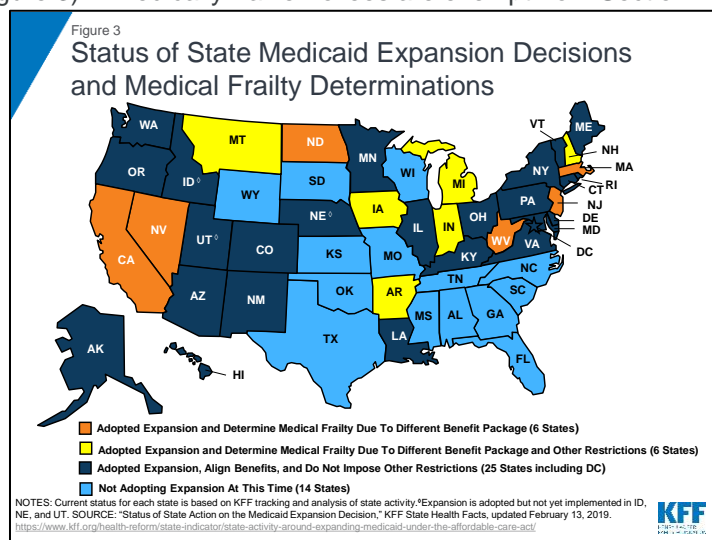 Figure 3
Status of State Medicaid Expansion Decisions
and Medical Frailty Determinations
WA
OR
MT
ND
MN
VT
ME
NH
MA
RI
CT
NJ
DE
MD
DC
ID◊
WY
SD
WI
MI
NY
PA
NV
UT◊
CO
NE◊
IA
IL
IN
OH
WV
VA
CA
KS
MO
KY
NC
AZ
NM
OK
AR
TN
SC
TX
LA
MS
AL
GA
FL
AK
HI
Adopted Expansion and Determine Medical Frailty Due To Different Benefit Package (6 States)
Adopted Expansion and Determine Medical Frailty Due To Different Benefit Package and Other Restrictions (6 States)
Adopted Expansion, Align Benefits, and Do Not Impose Other Restrictions (25 States including DC)
Not Adopting Expansion At This Time (14 States)
NOTES: Current status for each state is based on KFF tracking and analysis of state activity. ◊Expansion is adopted but not yet implemented in ID,
NE, and UT. SOURCE: “Status of State Action on the Medicaid Expansion Decision,” KFF State Health Facts, updated February 13, 2019.
https://www.kff.org/health-reform/state-indicator/state-activity-around-expanding-medicaid-under-the-affordable-care-act/
KFF